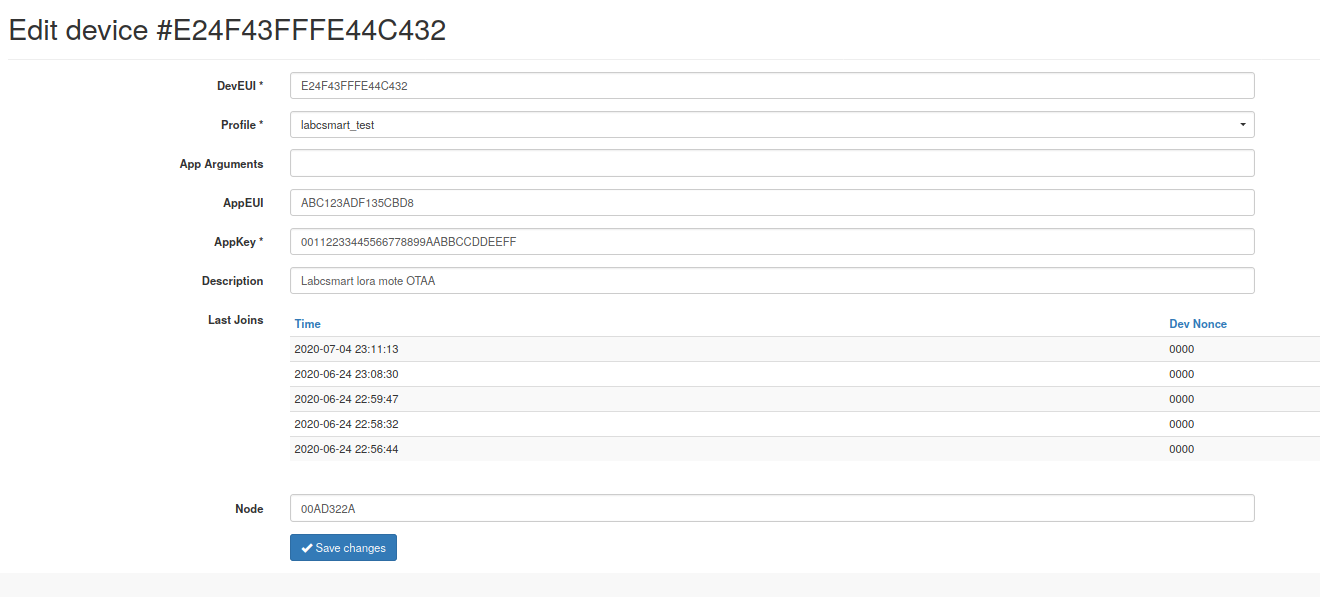 Edit device #E24F43FFFE44C432
DevEUI * E24F43FFFE44C432
Profile * labcsmart_test
App Arguments
AppEUI ABC123ADF135CBD8
AppKey * 00112233445566778899AABBCCDDEEFF
Description Labcsmart lora mote OTAA
Last Joins Time Dev Nonce
2020-07-04 23:11:13 0000
2020-06-24 23:08:30 0000
2020-06-24 22:59:47 0000
2020-06-24 22:58:32 0000
2020-06-24 22:56:44 0000
Node 00AD322A
Save changes